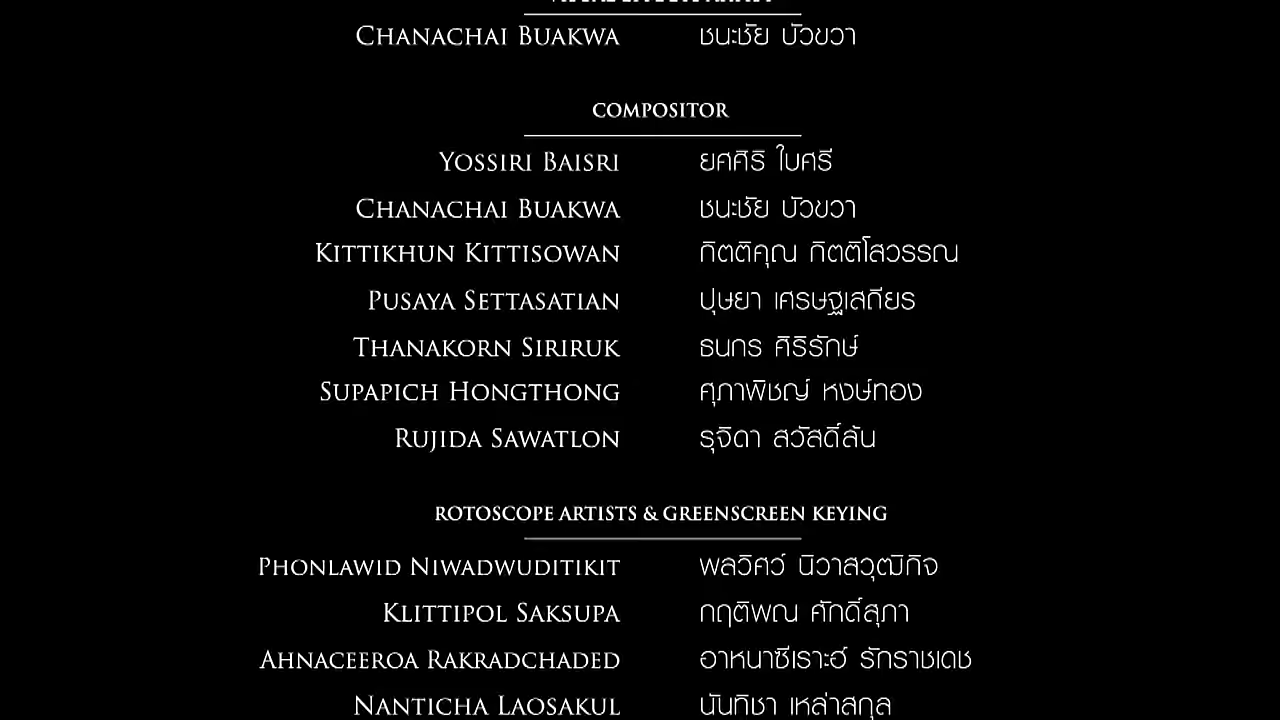 CHANACHAI BUAKWA ชนะชัย บัวขวา
COMPOSITOR
YOSSIRI BAISRI ยศศิริ ใบศรี
CHANACHAI BUAKWA ชนะชัย บัวขวา
KITTIKHUN KITTISOWAN กิตติคุณ กิตติโสวรรณ
PUSAYA SETTASATIAN ปุษยา เศรษฐเสถียร
THANAKORN SIRIRUK ธนกร ศิริรักษ์
SUPAPICH HONGTHONG ศุภาพิชญ์ หงษ์ทอง
RUJIDA SAWATLON รุจิดา สวัสดิ์ล้น
ROTOSCOPE ARTISTS & GREENSCREEN KEYING
PHONLAWID NIWADWUDITIKIT พลวิศว์ นิวาสวุฒิกิจ
KLITTIPOL SAKSUPA กฤติพณ ศักดิ์สุภา
AHNACEEROA RAKRADCHADED อาหนาซีเราะฮ์ รักราชเดช
NANTICHA LAOSAKUL นันทิชา เหล่าสกุล